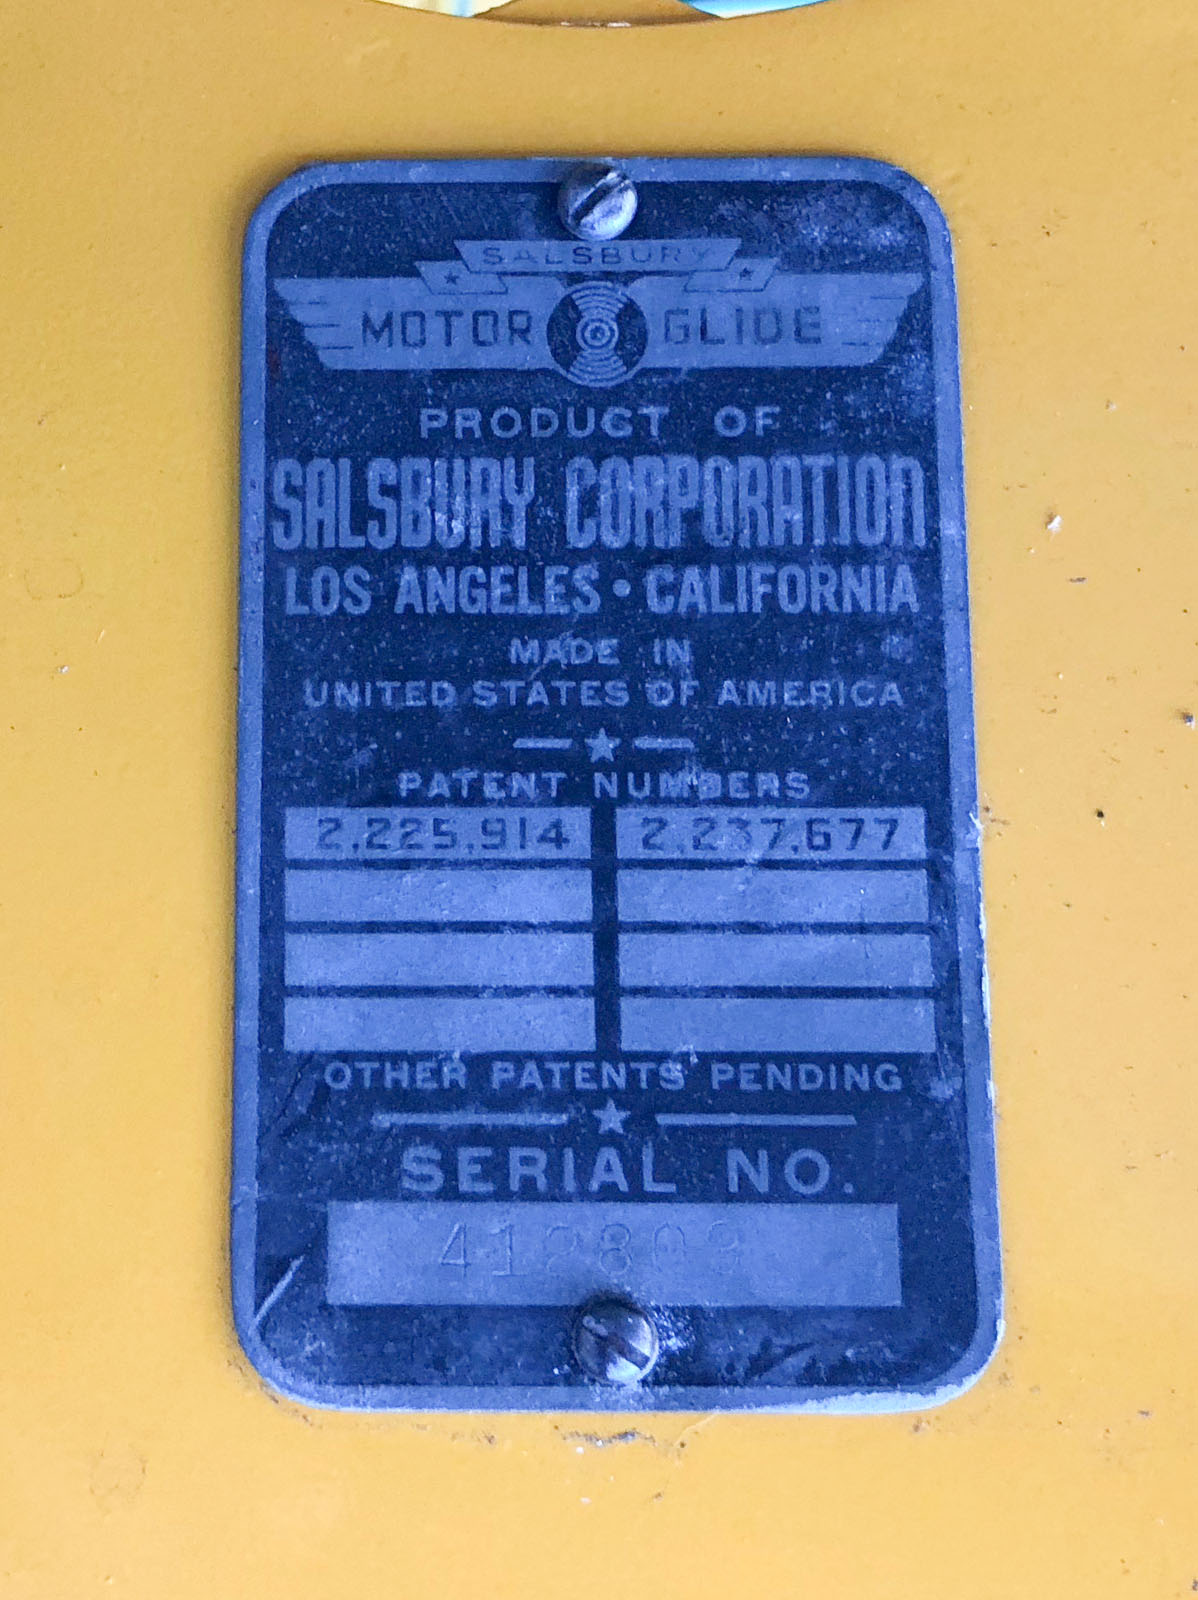 SALSBURY
MOTOR GLIDE
PRODUCT OF
SALSBURY CORPORATION
LOS ANGELES • CALIFORNIA
MADE IN
UNITED STATES OF AMERICA
PATENT NUMBERS
2,225,914 2,237,677
OTHER PATENTS PENDING
SERIAL NO.
412809